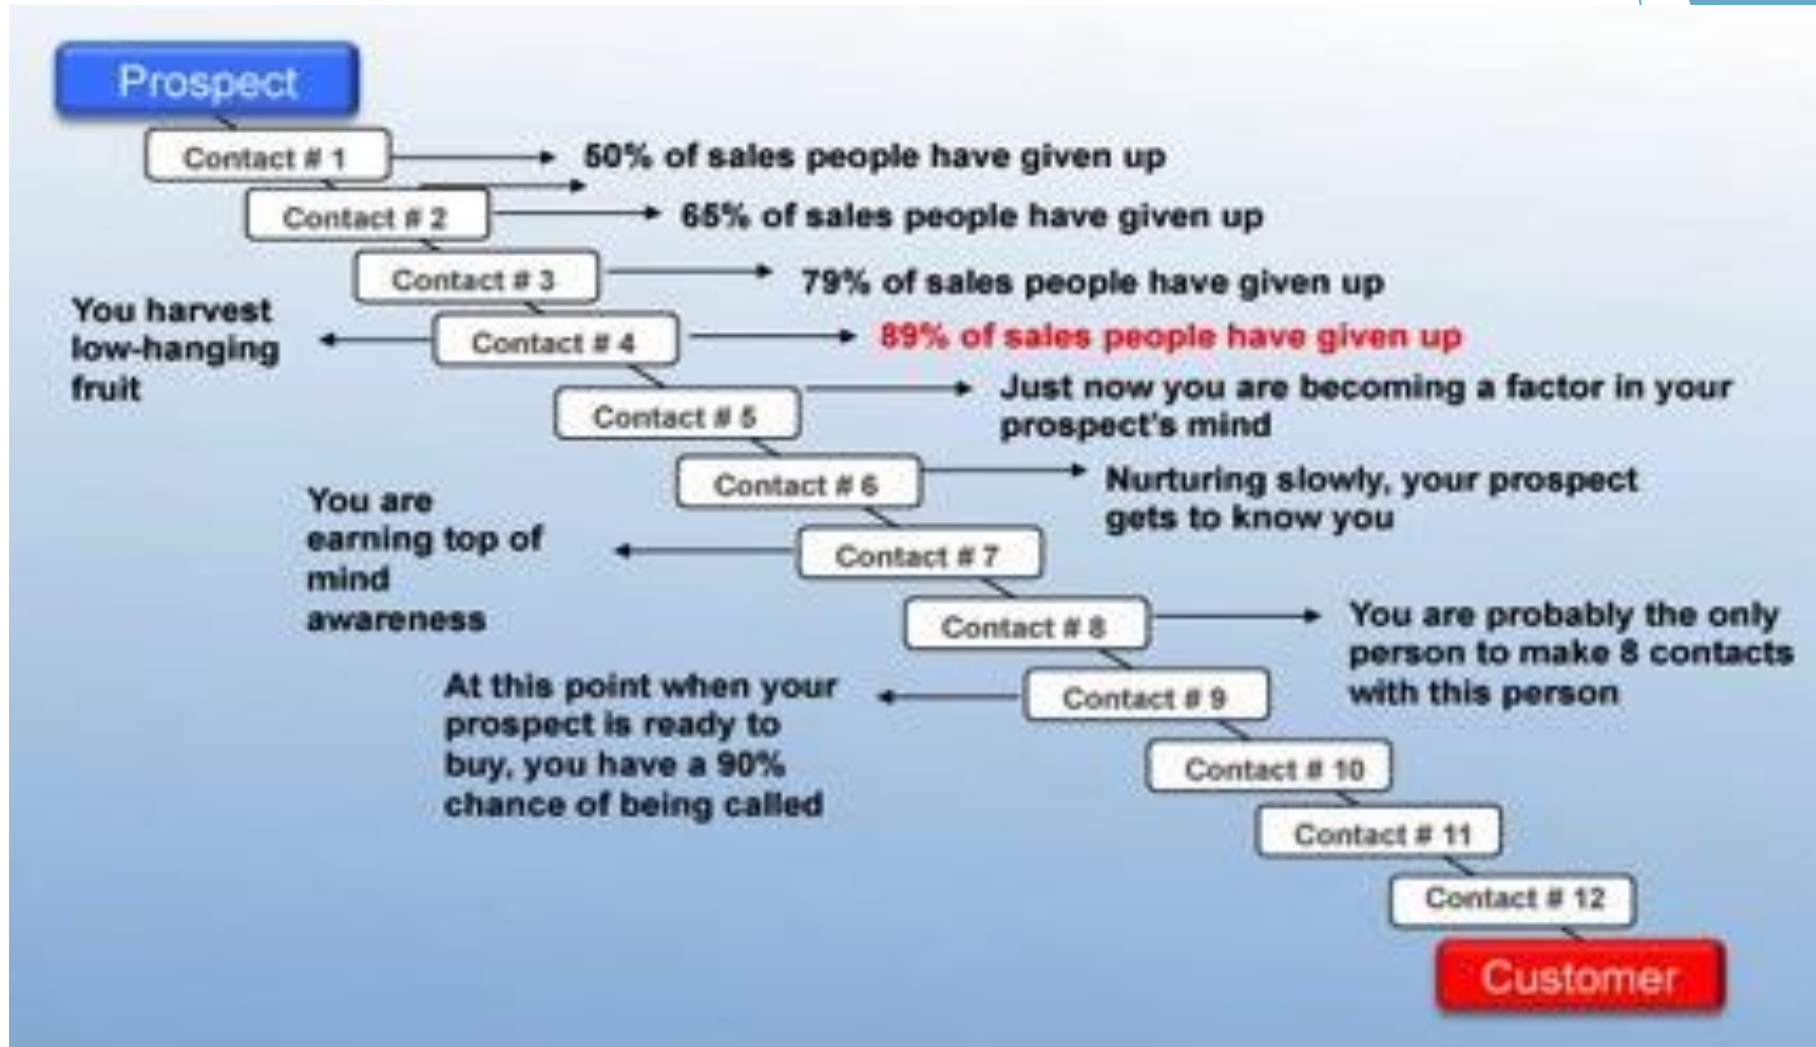 Prospect
Contact # 1
50% of sales people have given up
Contact # 2
65% of sales people have given up
Contact # 3
79% of sales people have given up
You harvest
low-hanging
fruit
Contact # 4
89% of sales people have given up
Contact # 5
Just now you are becoming a factor in your
prospect's mind
Contact # 6
Nurturing slowly, your prospect
gets to know you
You are
earning top of
mind
awareness
Contact # 7
Contact # 8
You are probably the only
person to make 8 contacts
with this person
At this point when your
prospect is ready to
buy, you have a 90%
chance of being called
Contact # 9
Contact # 10
Contact # 11
Contact # 12
Customer